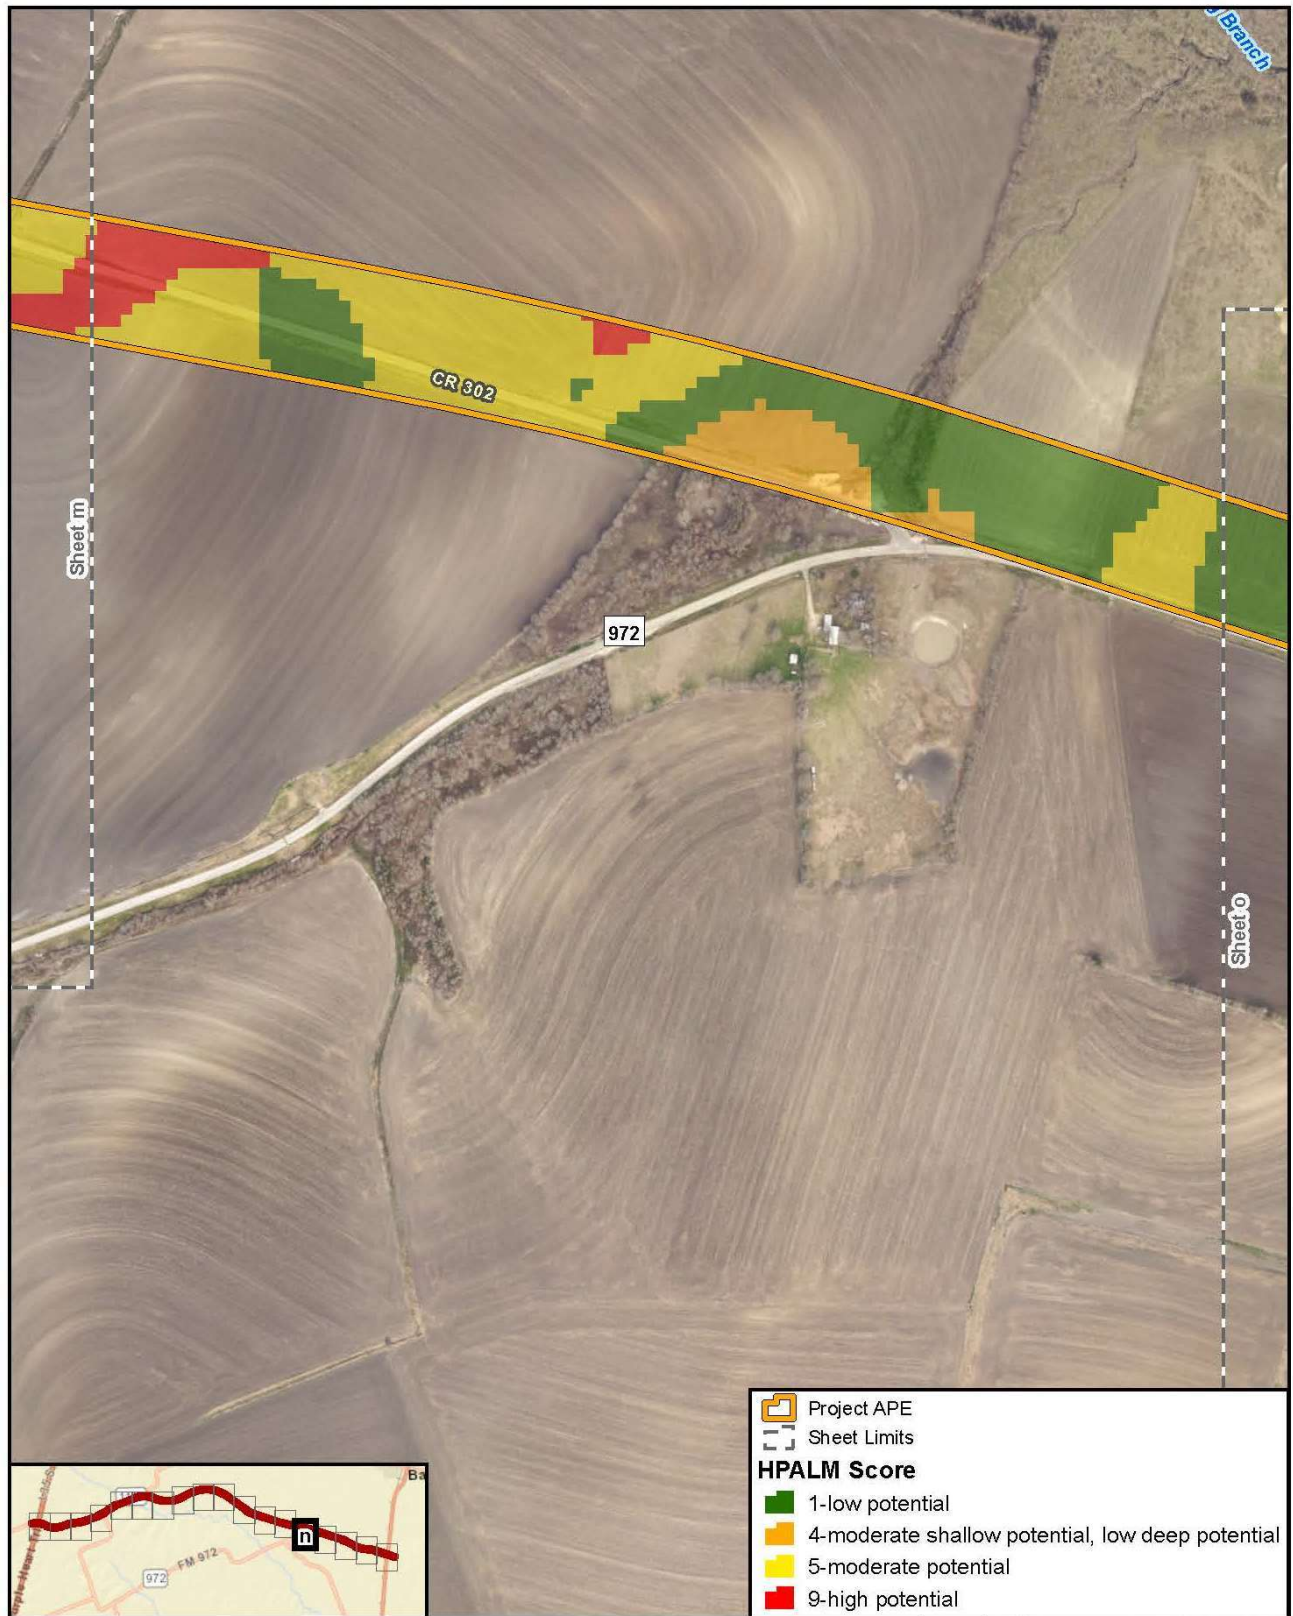 Branch
CR 302
Sheet m
972
Sheet o
Project APE
Sheet Limits
HPALM Score
1-low potential
4-moderate shallow potential, low deep potential
5-moderate potential
9-high potential
Ba
n
FM 972
972